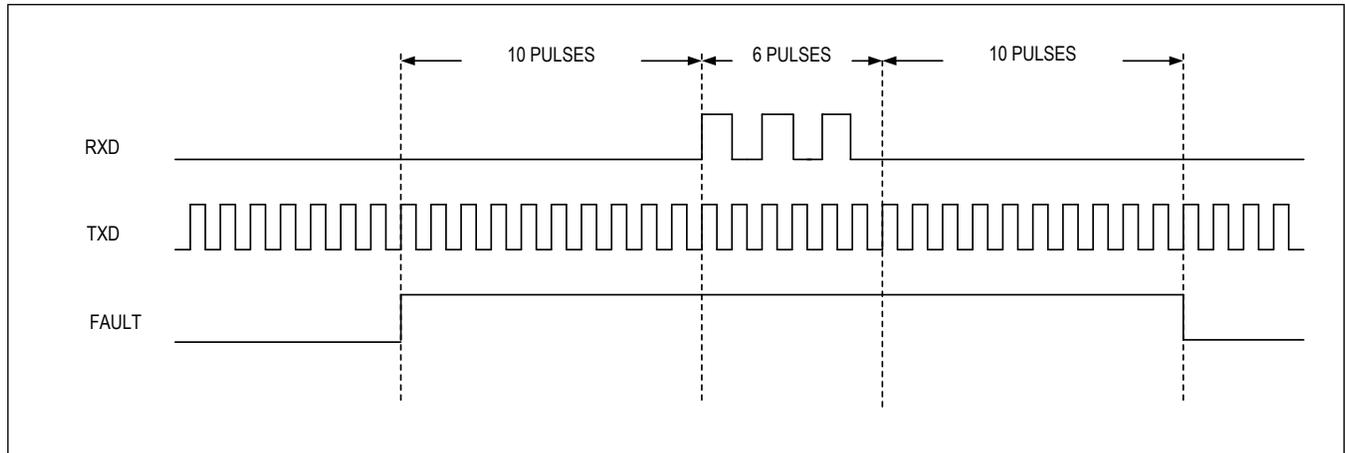 10 PULSES
6 PULSES
10 PULSES
RXD
TXD
FAULT